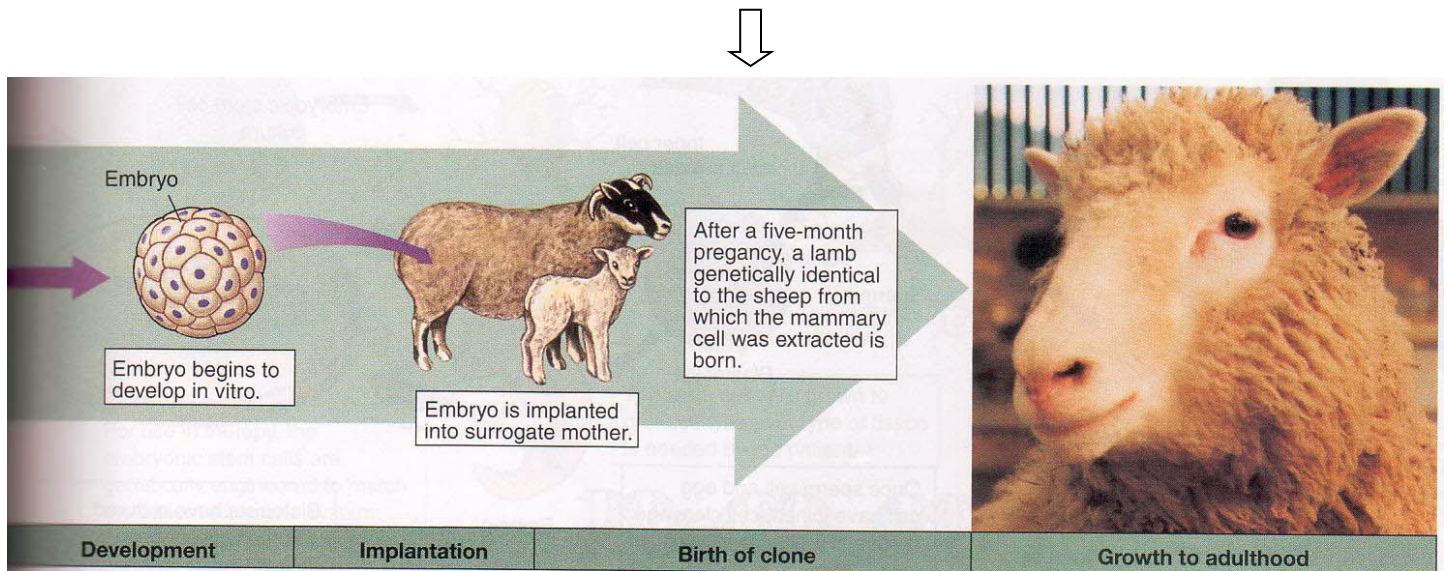 Embryo
Embryo begins to
develop in vitro.
Embryo is implanted
into surrogate mother.
After a five-month
pregancy, a lamb
genetically identical
to the sheep from
which the mammary
cell was extracted is
born.
Development
Implantation
Birth of clone
Growth to adulthood